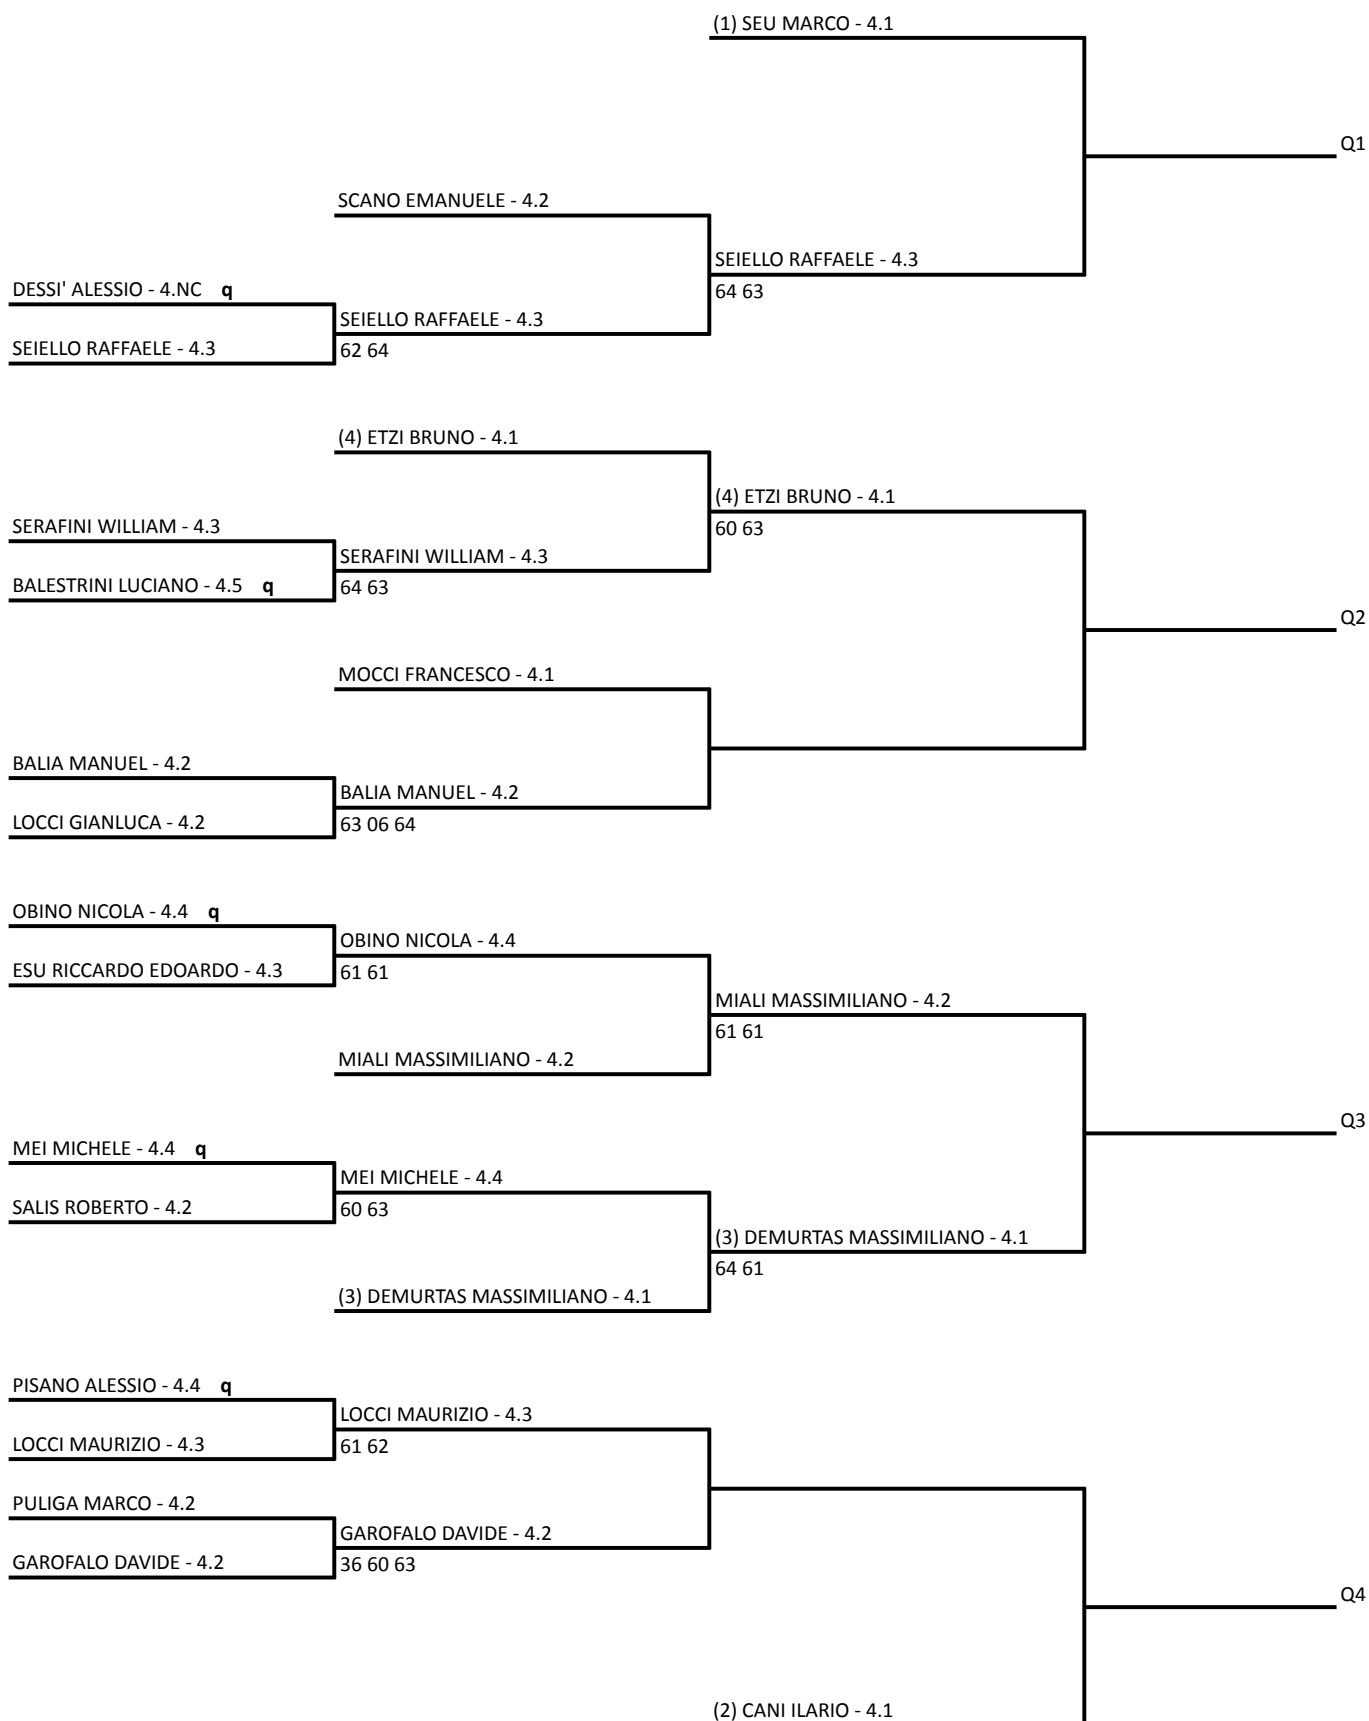 (1) SEU MARCO - 4.1
Q1
SCANO EMANUELE - 4.2
SEIELLO RAFFAELE - 4.3
64 63
DESSI' ALESSIO - 4.NC q
SEIELLO RAFFAELE - 4.3
62 64
SEIELLO RAFFAELE - 4.3
(4) ETZI BRUNO - 4.1
(4) ETZI BRUNO - 4.1
60 63
SERAFINI WILLIAM - 4.3
SERAFINI WILLIAM - 4.3
64 63
BALESTRINI LUCIANO - 4.5 q
Q2
MOCCI FRANCESCO - 4.1
BALIA MANUEL - 4.2
BALIA MANUEL - 4.2
63 06 64
LOCCI GIANLUCA - 4.2
OBINO NICOLA - 4.4 q
OBINO NICOLA - 4.4
61 61
ESU RICCARDO EDOARDO - 4.3
MIALI MASSIMILIANO - 4.2
61 61
MIALI MASSIMILIANO - 4.2
Q3
MEI MICHELE - 4.4 q
MEI MICHELE - 4.4
60 63
SALIS ROBERTO - 4.2
(3) DEMURTAS MASSIMILIANO - 4.1
64 61
(3) DEMURTAS MASSIMILIANO - 4.1
PISANO ALESSIO - 4.4 q
LOCCI MAURIZIO - 4.3
61 62
LOCCI MAURIZIO - 4.3
PULIGA MARCO - 4.2
GAROFALO DAVIDE - 4.2
36 60 63
GAROFALO DAVIDE - 4.2
Q4
(2) CANI ILARIO - 4.1